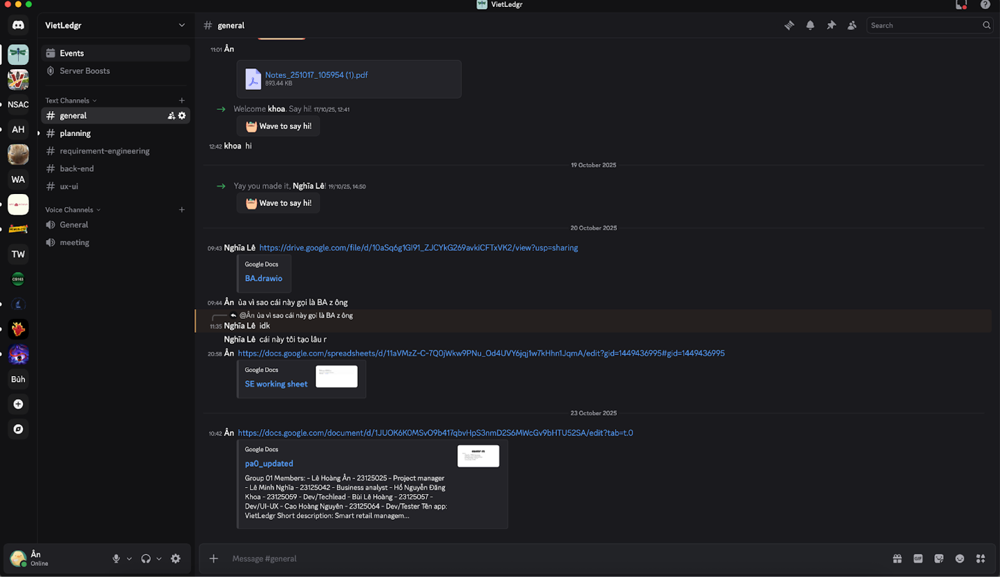 VietLedgr
VietLedgr
# general
Search
Events
Server Boosts
Text Channels
# general
# planning
# requirement-engineering
# back-end
# ux-ui
Voice Channels
General
meeting
NSAC
AH
WA
TW
CS163
Bùh
11:01 Ân
Notes_251017_105954 (1).pdf
893.44 KB
Welcome khoa. Say hi! 17/10/25, 12:41
Wave to say hi!
12:42 khoa hi
19 October 2025
Yay you made it, Nghĩa Lê! 19/10/25, 14:50
Wave to say hi!
20 October 2025
09:43 Nghĩa Lê https://drive.google.com/file/d/10aSq6g1GI91_ZJCYkG269avkiCFTxVK2/view?usp=sharing
Google Docs
BA.drawio
09:44 Ân ủa vì sao cái này gọi là BA z ông
@Ân ủa vì sao cái này gọi là BA z ông
11:35 Nghĩa Lê idk
Nghĩa Lê cái này tôi tạo lâu r
20:58 Ân https://docs.google.com/spreadsheets/d/11aVMzZ-C-7Q0jWkw9PNu_Od4UVY6jqj1w7kHhn1JqmA/edit?gid=1449436995#gid=1449436995
Google Docs
SE working sheet
23 October 2025
10:42 Ân https://docs.google.com/document/d/1JUOK6K0MSvO9b417qbvHpS3nmD2S6MWcGv9bHTU52SA/edit?tab=t.0
Google Docs
pa0_updated
Group 01 Members: - Lê Hoàng Ân - 23125025 - Project manager
- Lê Minh Nghĩa - 23125042 - Business analyst - Hồ Nguyễn Đăng
Khoa - 23125059 - Dev/Techlead - Bùi Lê Hoàng - 23125057 -
Dev/UI-UX - Cao Hoàng Nguyên - 23125064 - Dev/Tester Tên app:
VietLedgr Short description: Smart retail managem...
Ân
Online
Message #general
GIF